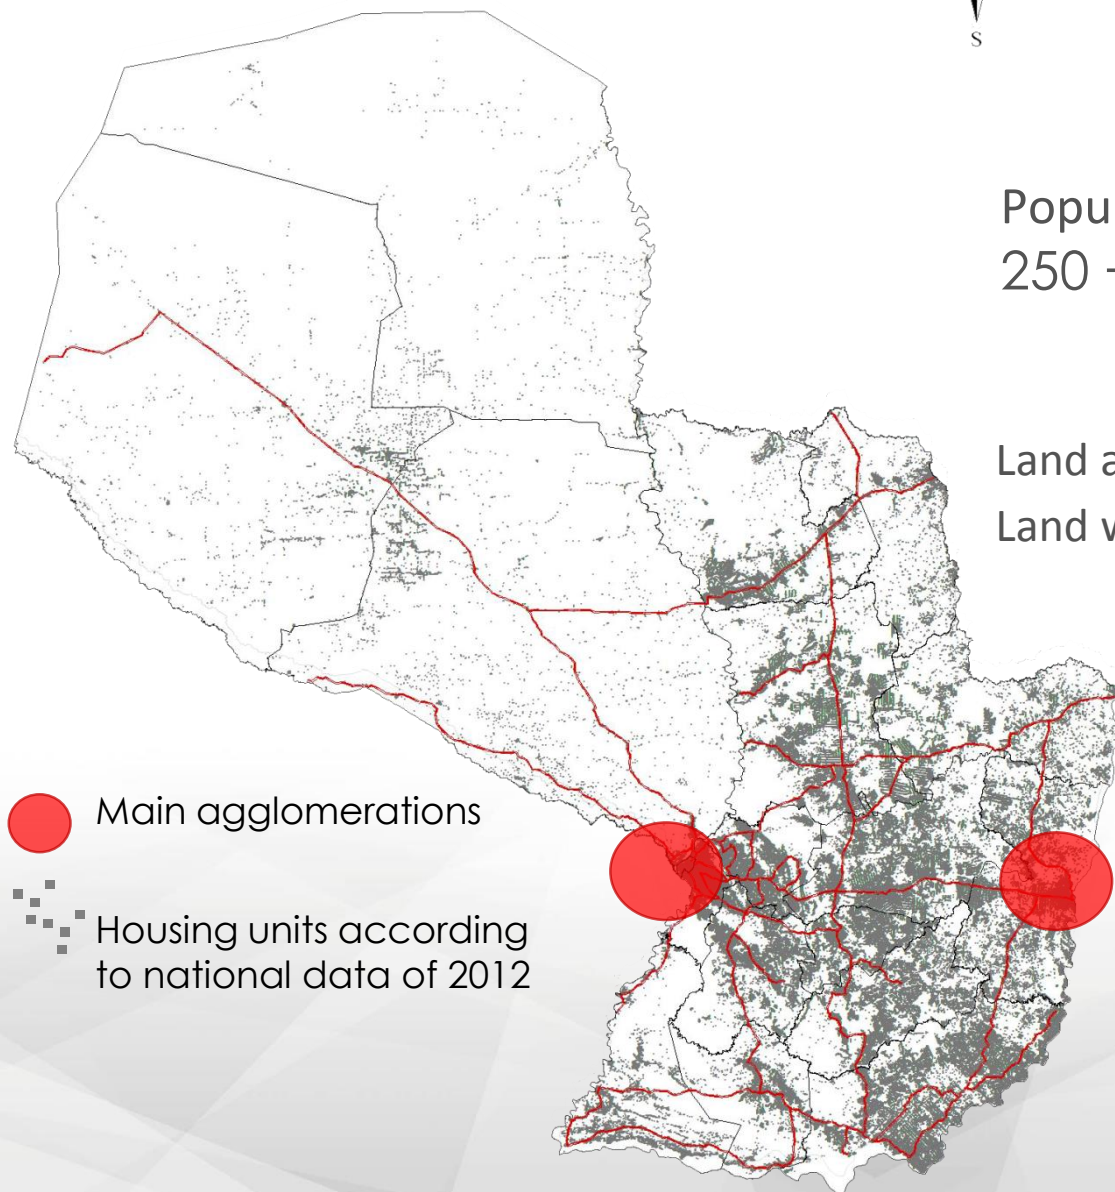 S
Popu
250 -
Land a
Land w
Main agglomerations
Housing units according
to national data of 2012